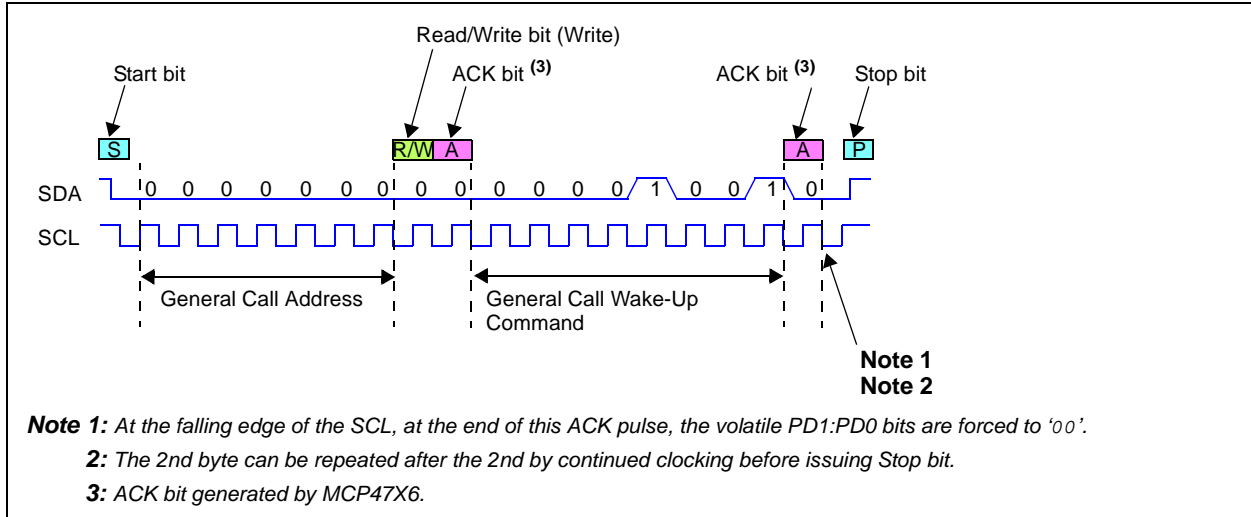 Read/Write bit (Write)
Start bit ACK bit (3) ACK bit (3) Stop bit
S R/W A A P
SDA 0 0 0 0 0 0 0 0 0 0 0 0 0 1 0 0 1 0
SCL
General Call Address General Call Wake-Up
Command
Note 1
Note 2
Note 1: At the falling edge of the SCL, at the end of this ACK pulse, the volatile PD1:PD0 bits are forced to ‘00’.
2: The 2nd byte can be repeated after the 2nd by continued clocking before issuing Stop bit.
3: ACK bit generated by MCP47X6.